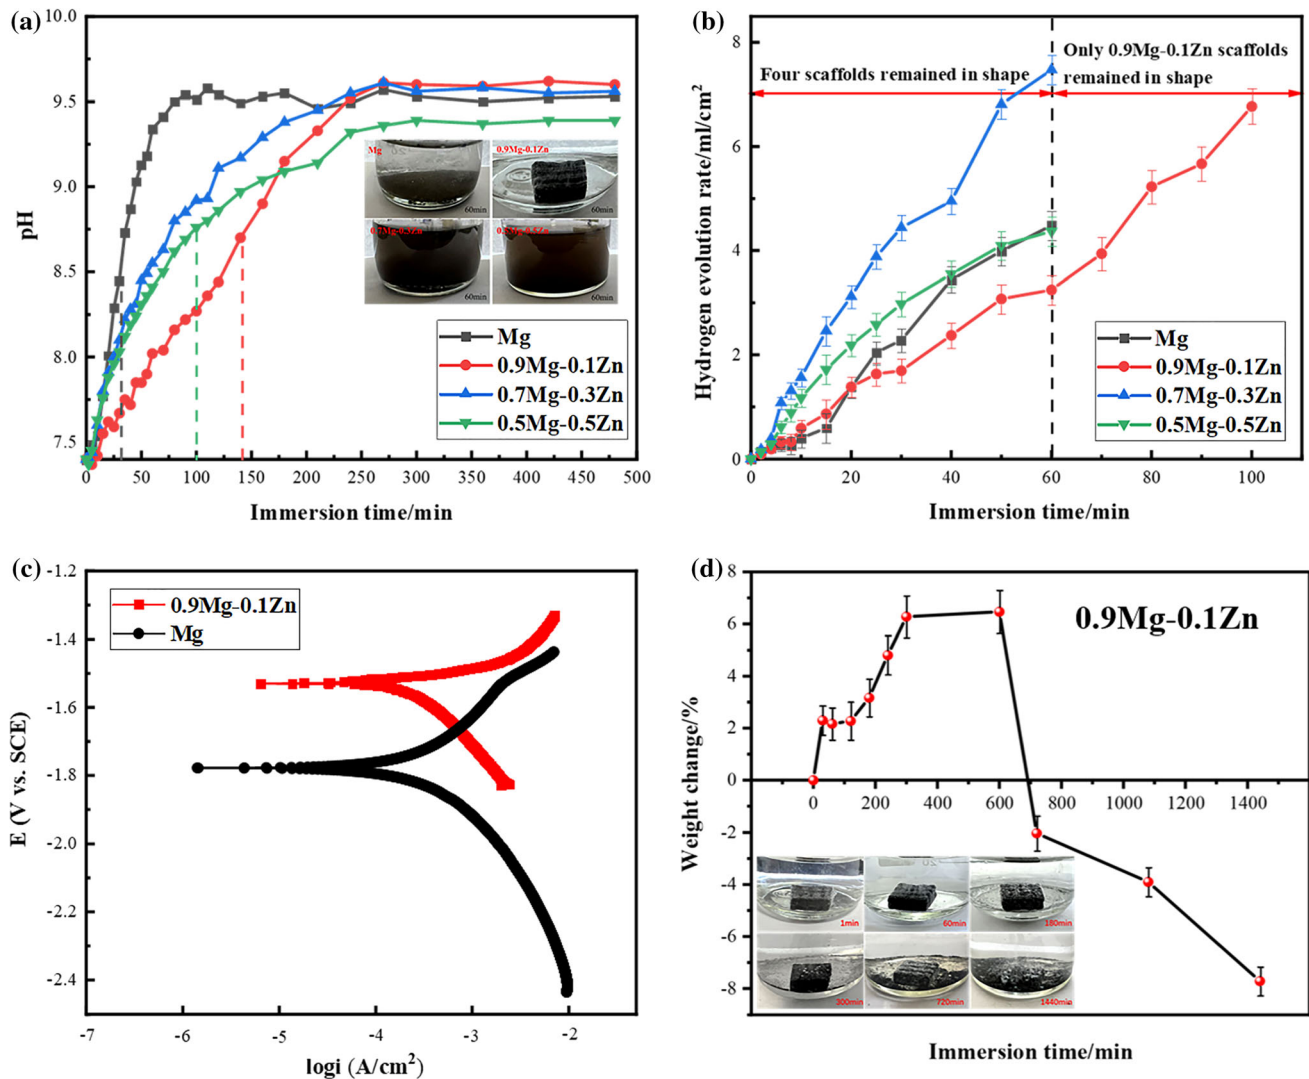 (a)
10.0
9.5
9.0
8.5
8.0
7.5
pH
0
50
100
150
200
250
300
350
400
450
500
Immersion time/min
Mg
60min
0.9Mg-0.1Zn
60min
0.7Mg-0.3Zn
60min
60min
Mg
0.9Mg-0.1Zn
0.7Mg-0.3Zn
0.5Mg-0.5Zn
(b)
8
6
4
2
0
Hydrogen evolution rate/ml/cm2
0
20
40
60
80
100
Immersion time/min
Four scaffolds remained in shape
Only 0.9Mg-0.1Zn scaffolds
remained in shape
Mg
0.9Mg-0.1Zn
0.7Mg-0.3Zn
0.5Mg-0.5Zn
(c)
-1.2
-1.4
-1.6
-1.8
-2.0
-2.2
-2.4
E (V vs. SCE)
-7
-6
-5
-4
-3
-2
logi (A/cm2)
0.9Mg-0.1Zn
Mg
(d)
8
6
4
2
0
-2
-4
-6
-8
Weight change/%
0
200
400
600
800
1000
1200
1400
Immersion time/min
0.9Mg-0.1Zn
1min
60min
180min
300min
720min
1440min